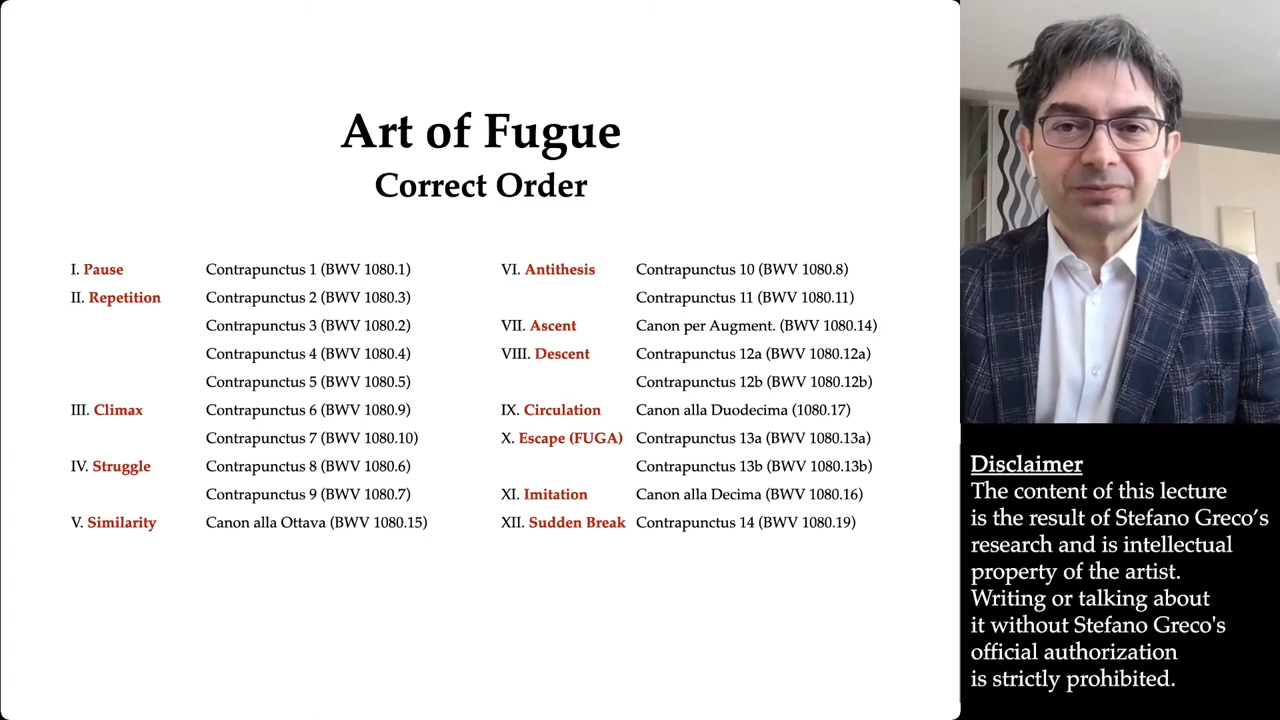 Art of Fugue
Correct Order
I. Pause Contrapunctus 1 (BWV 1080.1)
II. Repetition Contrapunctus 2 (BWV 1080.3)
Contrapunctus 3 (BWV 1080.2)
Contrapunctus 4 (BWV 1080.4)
Contrapunctus 5 (BWV 1080.5)
III. Climax Contrapunctus 6 (BWV 1080.9)
Contrapunctus 7 (BWV 1080.10)
IV. Struggle Contrapunctus 8 (BWV 1080.6)
Contrapunctus 9 (BWV 1080.7)
V. Similarity Canon alla Ottava (BWV 1080.15)
VI. Antithesis Contrapunctus 10 (BWV 1080.8)
Contrapunctus 11 (BWV 1080.11)
VII. Ascent Canon per Augment. (BWV 1080.14)
VIII. Descent Contrapunctus 12a (BWV 1080.12a)
Contrapunctus 12b (BWV 1080.12b)
IX. Circulation Canon alla Duodecima (1080.17)
X. Escape (FUGA) Contrapunctus 13a (BWV 1080.13a)
Contrapunctus 13b (BWV 1080.13b)
XI. Imitation Canon alla Decima (BWV 1080.16)
XII. Sudden Break Contrapunctus 14 (BWV 1080.19)
Disclaimer
The content of this lecture
is the result of Stefano Greco’s
research and is intellectual
property of the artist.
Writing or talking about
it without Stefano Greco's
official authorization
is strictly prohibited.